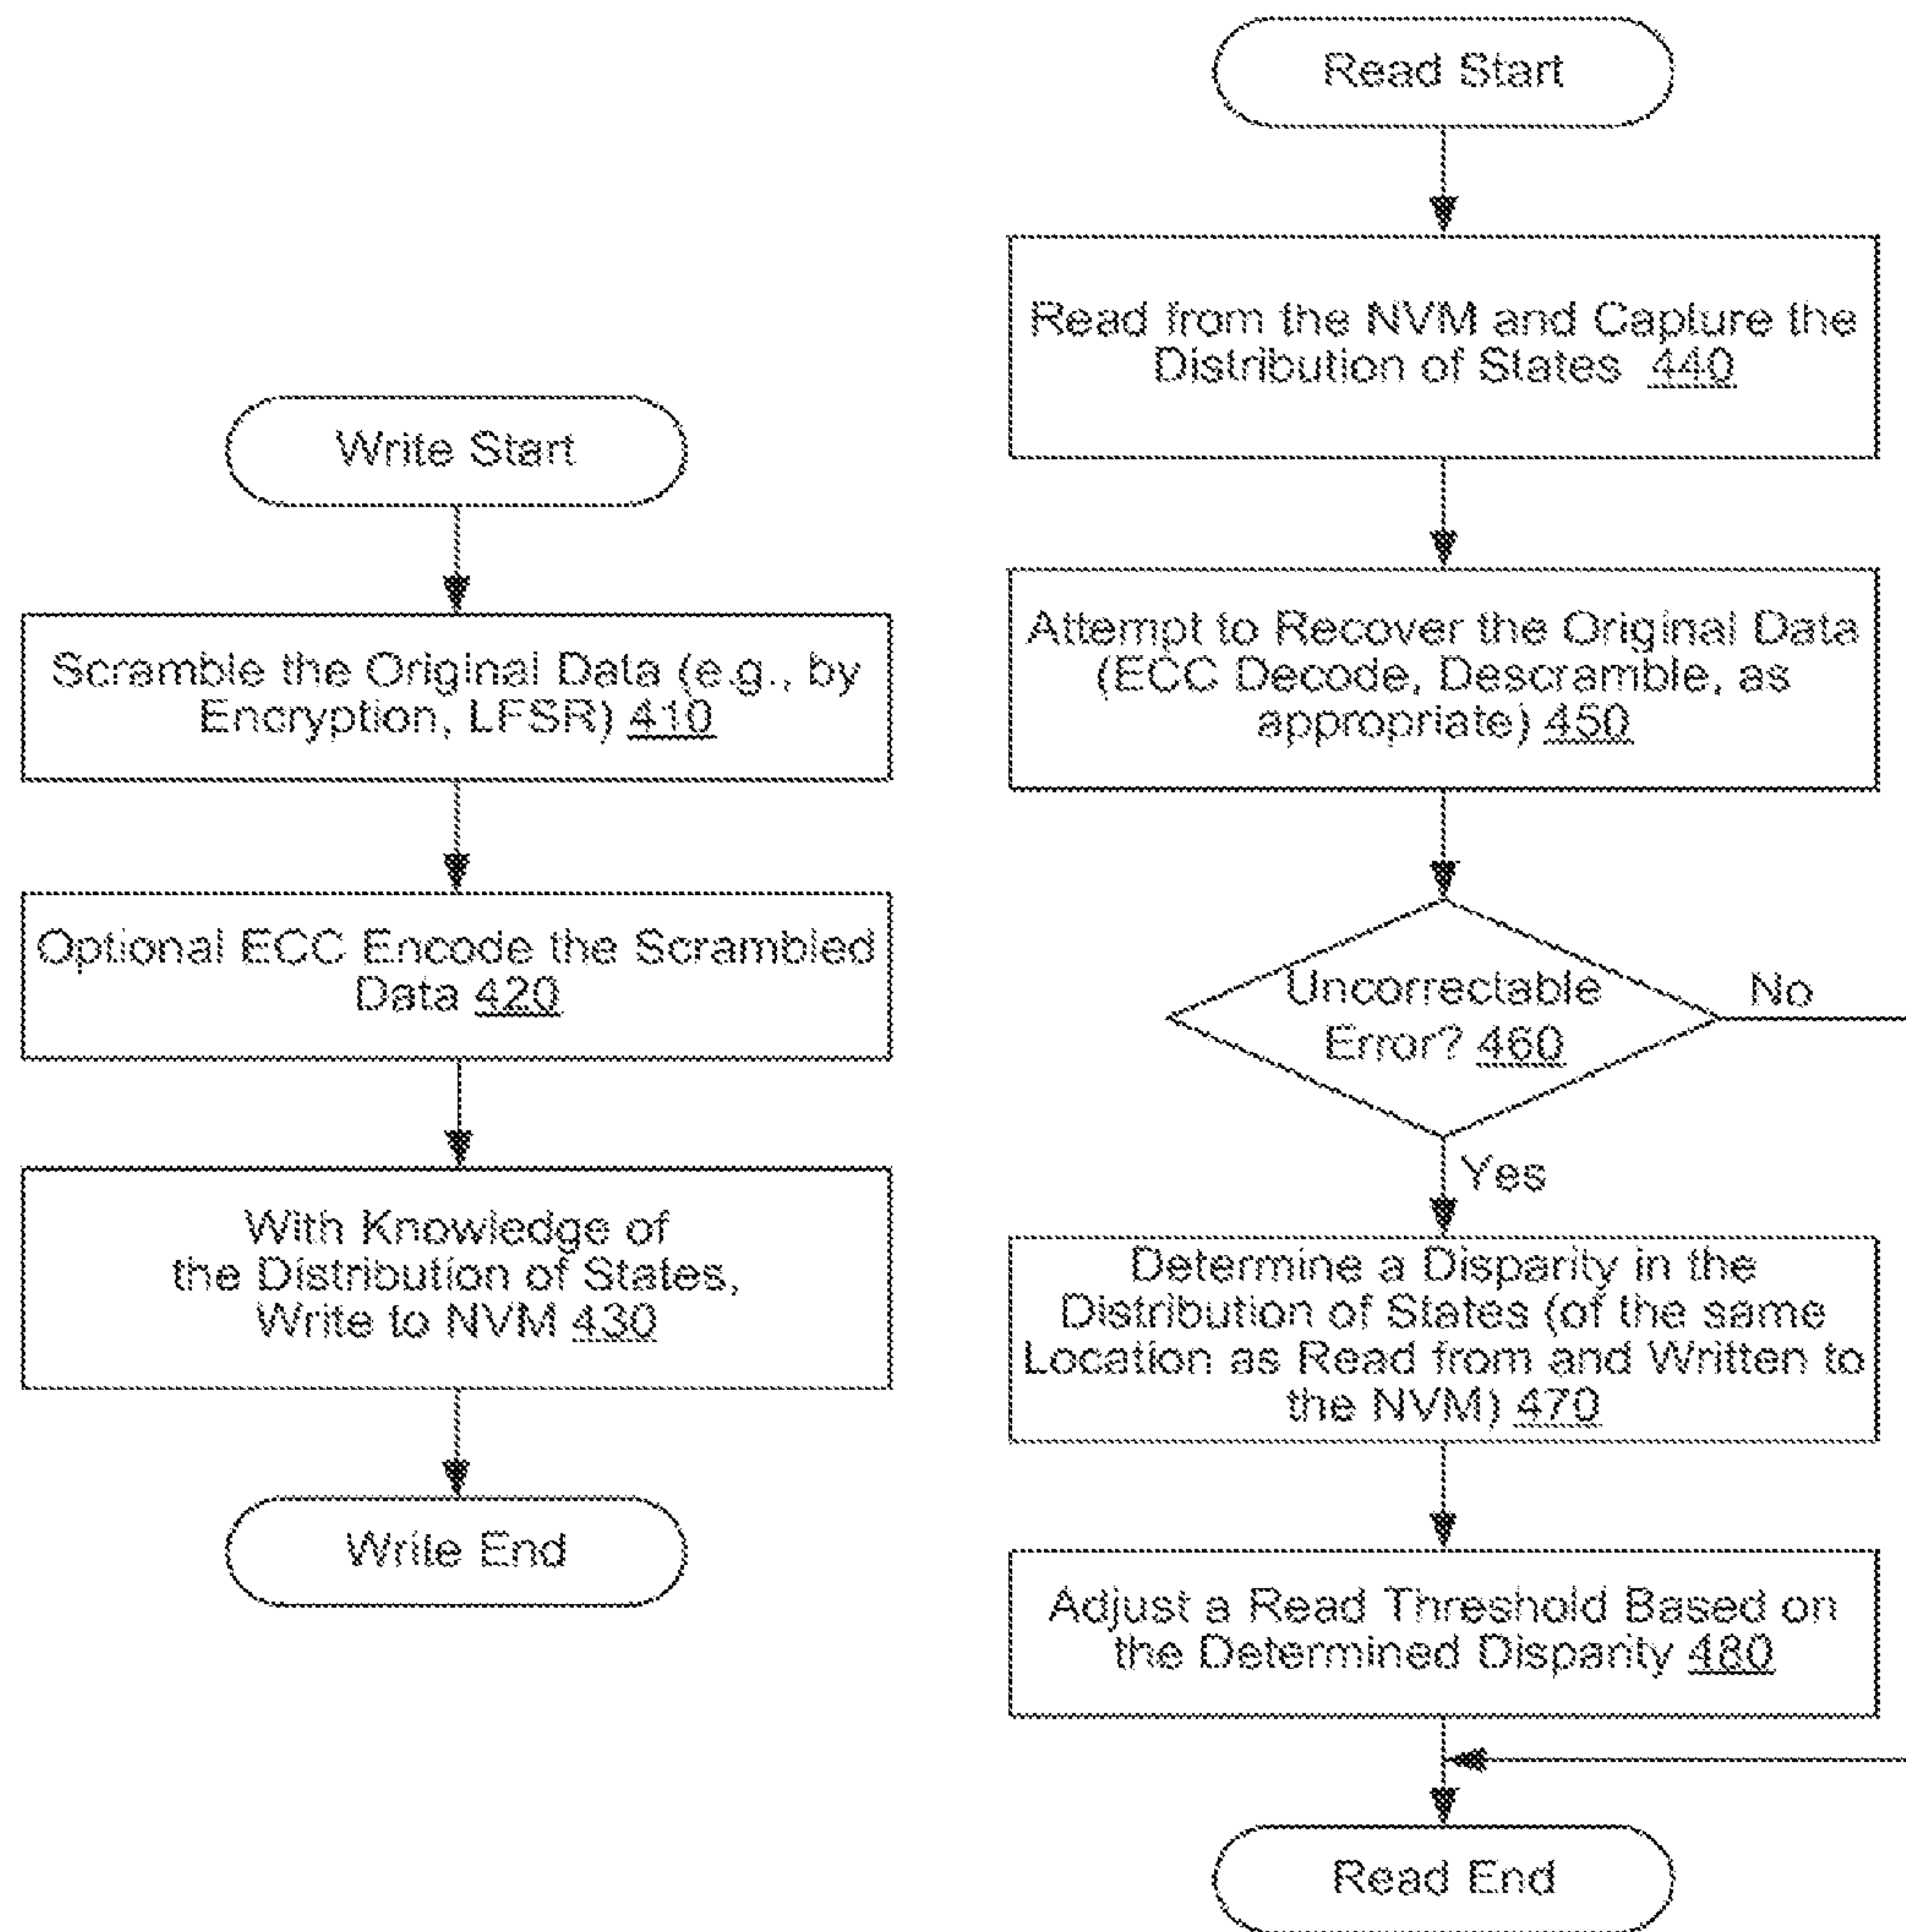 Write Start
Scramble the Original Data (e.g., by
Encryption, LFSR) 410
Optional ECC Encode the Scrambled
Data 420
With Knowledge of
the Distribution of States,
Write to NVM 430
Write End
Read Start
Read from the NVM and Capture the
Distribution of States 440
Attempt to Recover the Original Data
(ECC Decode, Descramble, as
appropriate) 450
Uncorrectable
Error? 460
No
Yes
Determine a Disparity in the
Distribution of States (of the same
Location as Read from and Written to
the NVM) 470
Adjust a Read Threshold Based on
the Determined Disparity 480
Read End